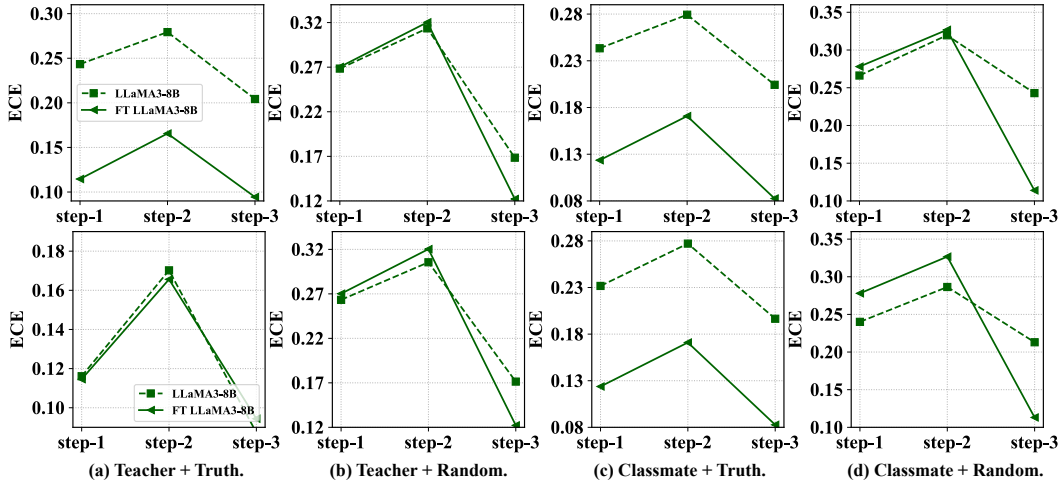 0.30
0.25
0.20
0.15
0.10
ECE
LLaMA3-8B
FT LLaMA3-8B
step-1 step-2 step-3
0.32
0.27
0.22
0.17
0.12
ECE
step-1 step-2 step-3
0.28
0.23
0.18
0.13
0.08
ECE
step-1 step-2 step-3
0.35
0.30
0.25
0.20
0.15
0.10
ECE
step-1 step-2 step-3
0.18
0.16
0.14
0.12
0.10
ECE
LLaMA3-8B
FT LLaMA3-8B
step-1 step-2 step-3
0.32
0.27
0.22
0.17
0.12
ECE
step-1 step-2 step-3
0.28
0.23
0.18
0.13
0.08
ECE
step-1 step-2 step-3
0.35
0.30
0.25
0.20
0.15
0.10
ECE
step-1 step-2 step-3
(a) Teacher + Truth.
(b) Teacher + Random.
(c) Classmate + Truth.
(d) Classmate + Random.